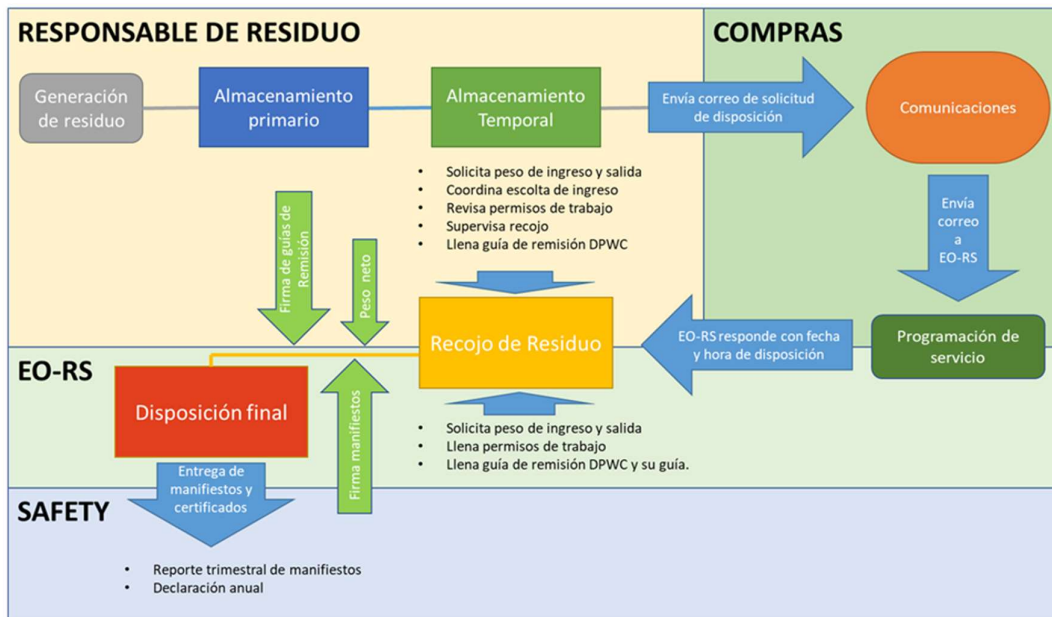 RESPONSABLE DE RESIDUO
COMPRAS
Generación
de residuo
Almacenamiento
primario
Almacenamiento
Temporal
Envía correo de solicitud
de disposición
Comunicaciones
• Solicita peso de ingreso y salida
• Coordina escolta de ingreso
• Revisa permisos de trabajo
• Supervisa recojo
• Llena guía de remisión DPWC
Envía
correo
a
EO-RS
Firma de guías de
Remisión
Peso neto
Recojo de Residuo
EO-RS responde con fecha
y hora de disposición
Programación de
servicio
EO-RS
Disposición final
Firma manifiestos
• Solicita peso de ingreso y salida
• Llena permisos de trabajo
• Llena guía de remisión DPWC y su guía.
Entrega de
manifiestos y
certificados
SAFETY
• Reporte trimestral de manifiestos
• Declaración anual